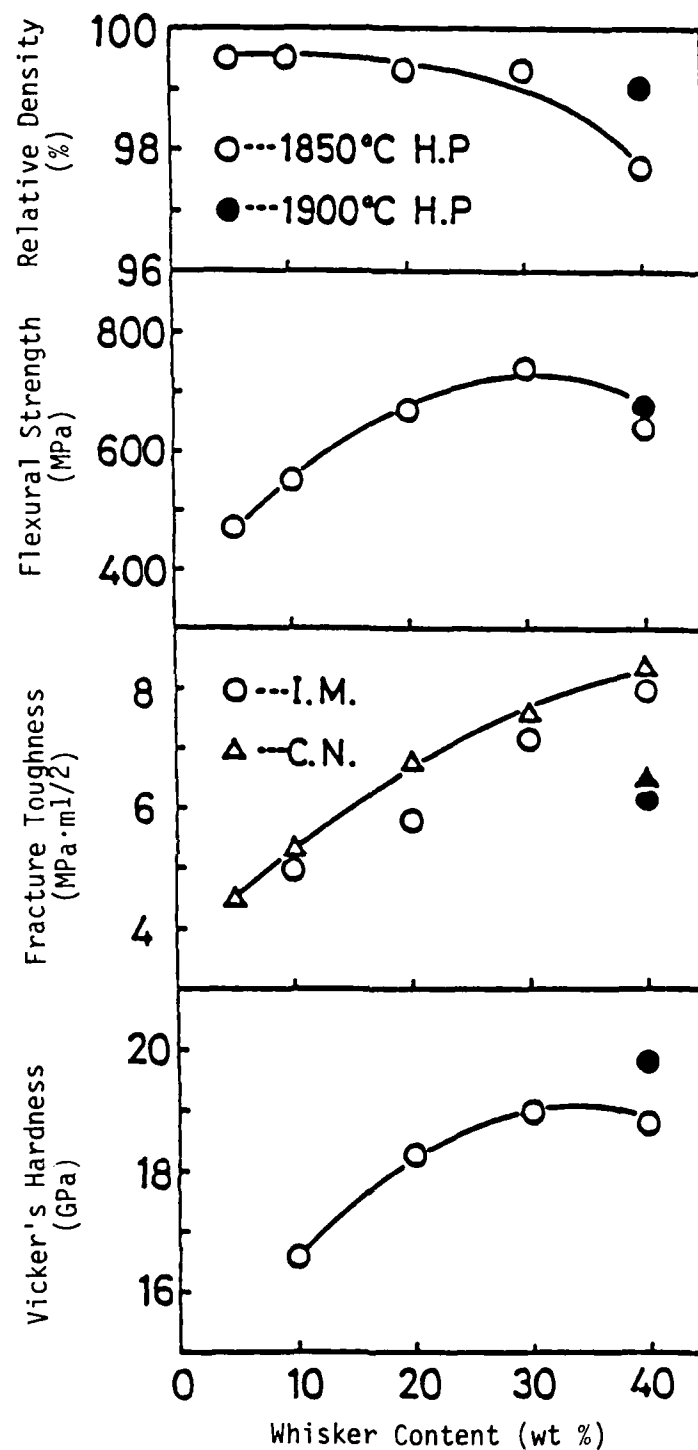 Relative Density
(%)
100
98
96
○---1850°C H.P
●---1900°C H.P
Flexural Strength
(MPa)
800
600
400
Fracture Toughness
(MPa·m1/2)
8
6
4
○---I.M.
△---C.N.
Vicker's Hardness
(GPa)
20
18
16
0 10 20 30 40
Whisker Content (wt %)